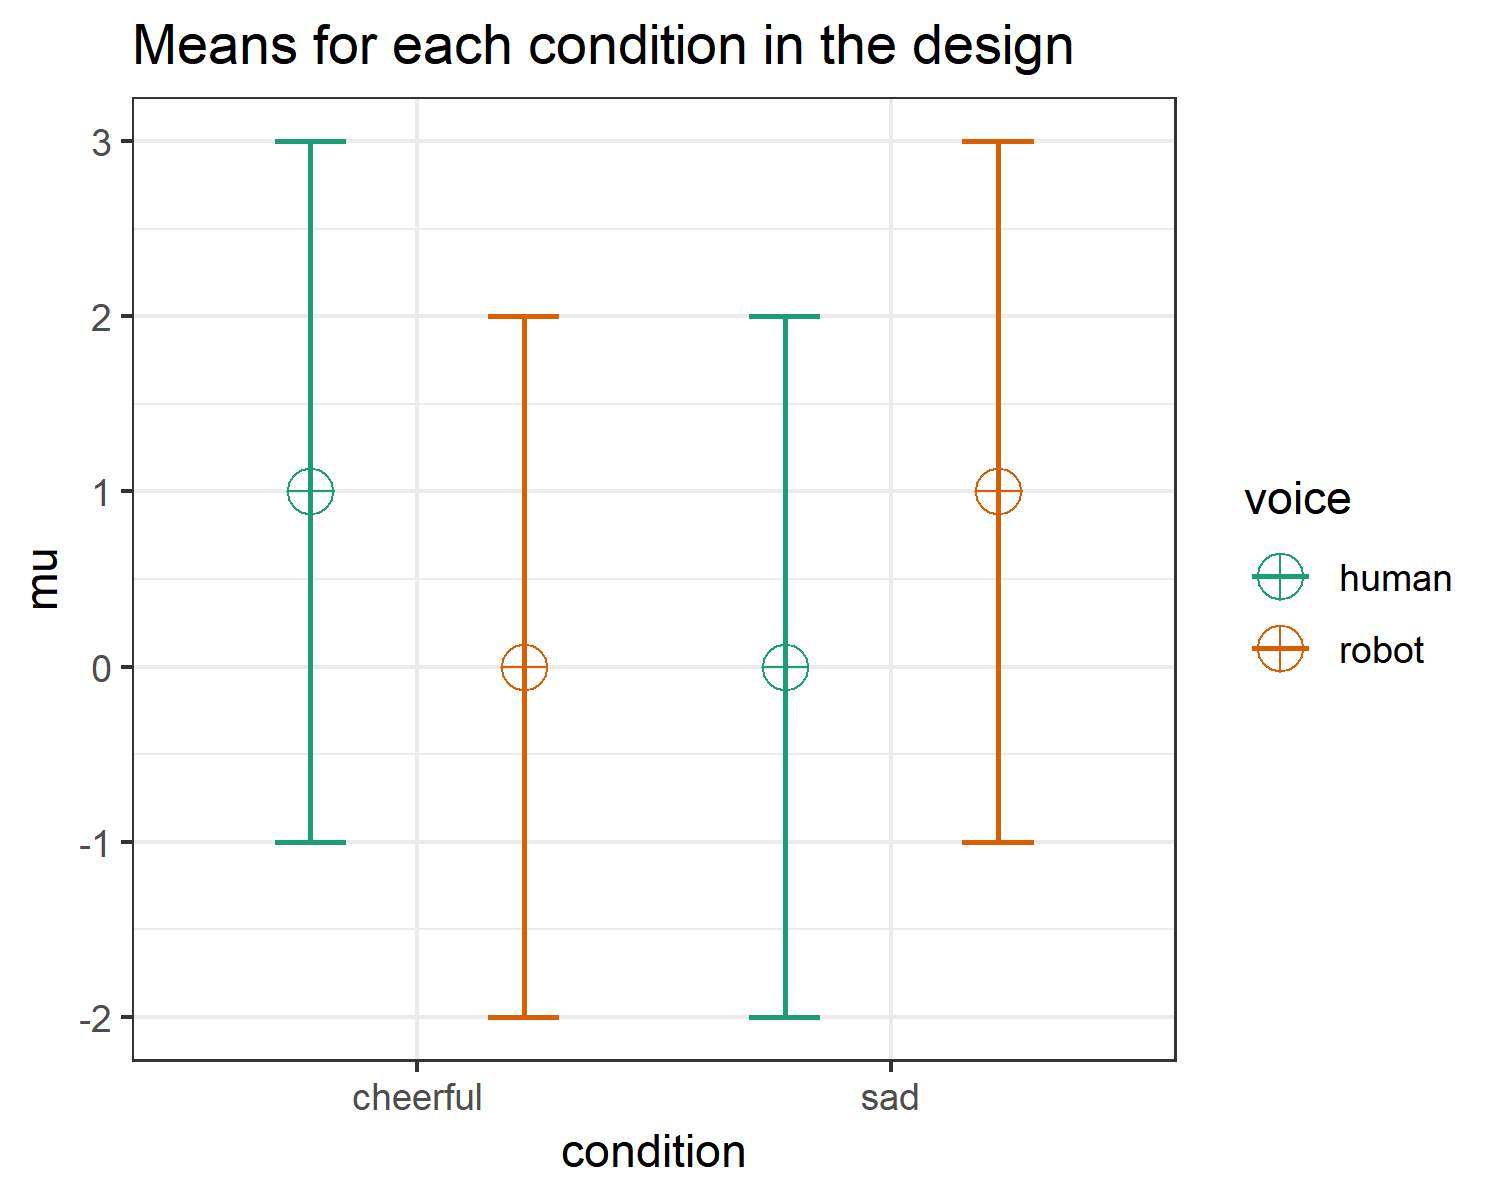 Means for each condition in the design
3
2
1
0
-1
-2
mu
cheerful
sad
condition
voice
human
robot